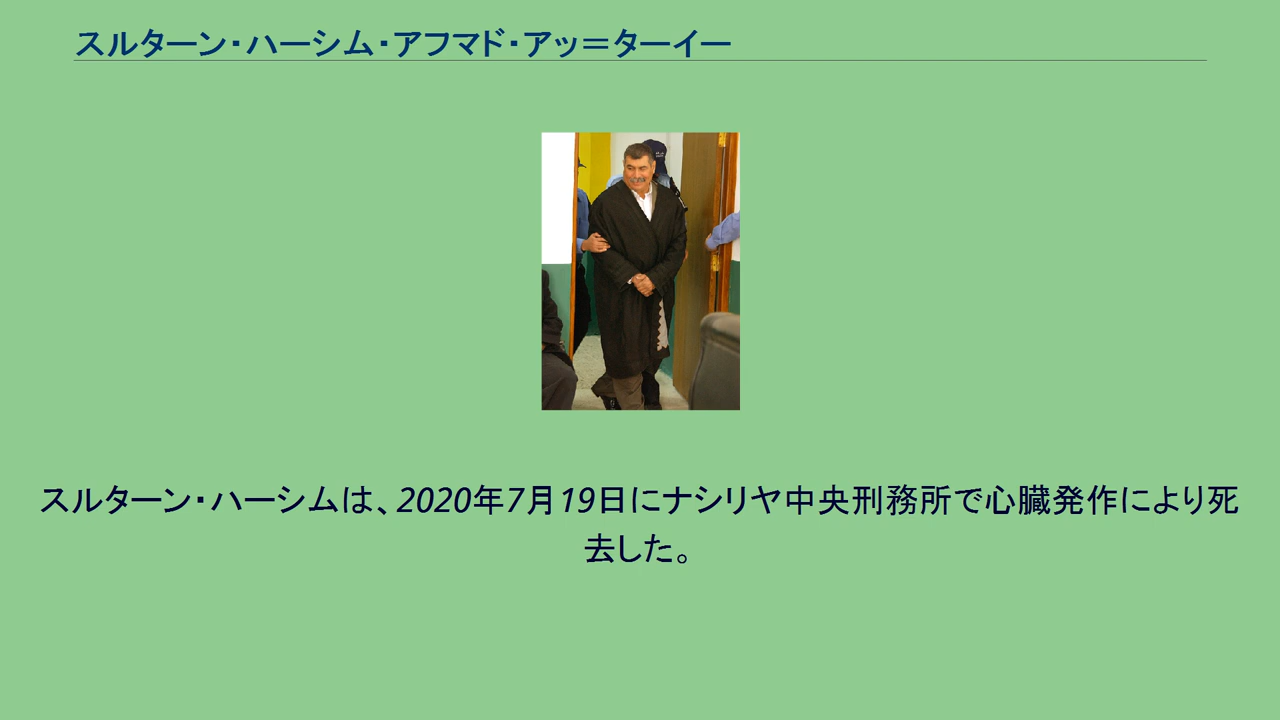 スルターン・ハーシム・アフマド・アッ＝ターイー
スルターン・ハーシムは、2020年7月19日にナシリヤ中央刑務所で心臓発作により死
去した。